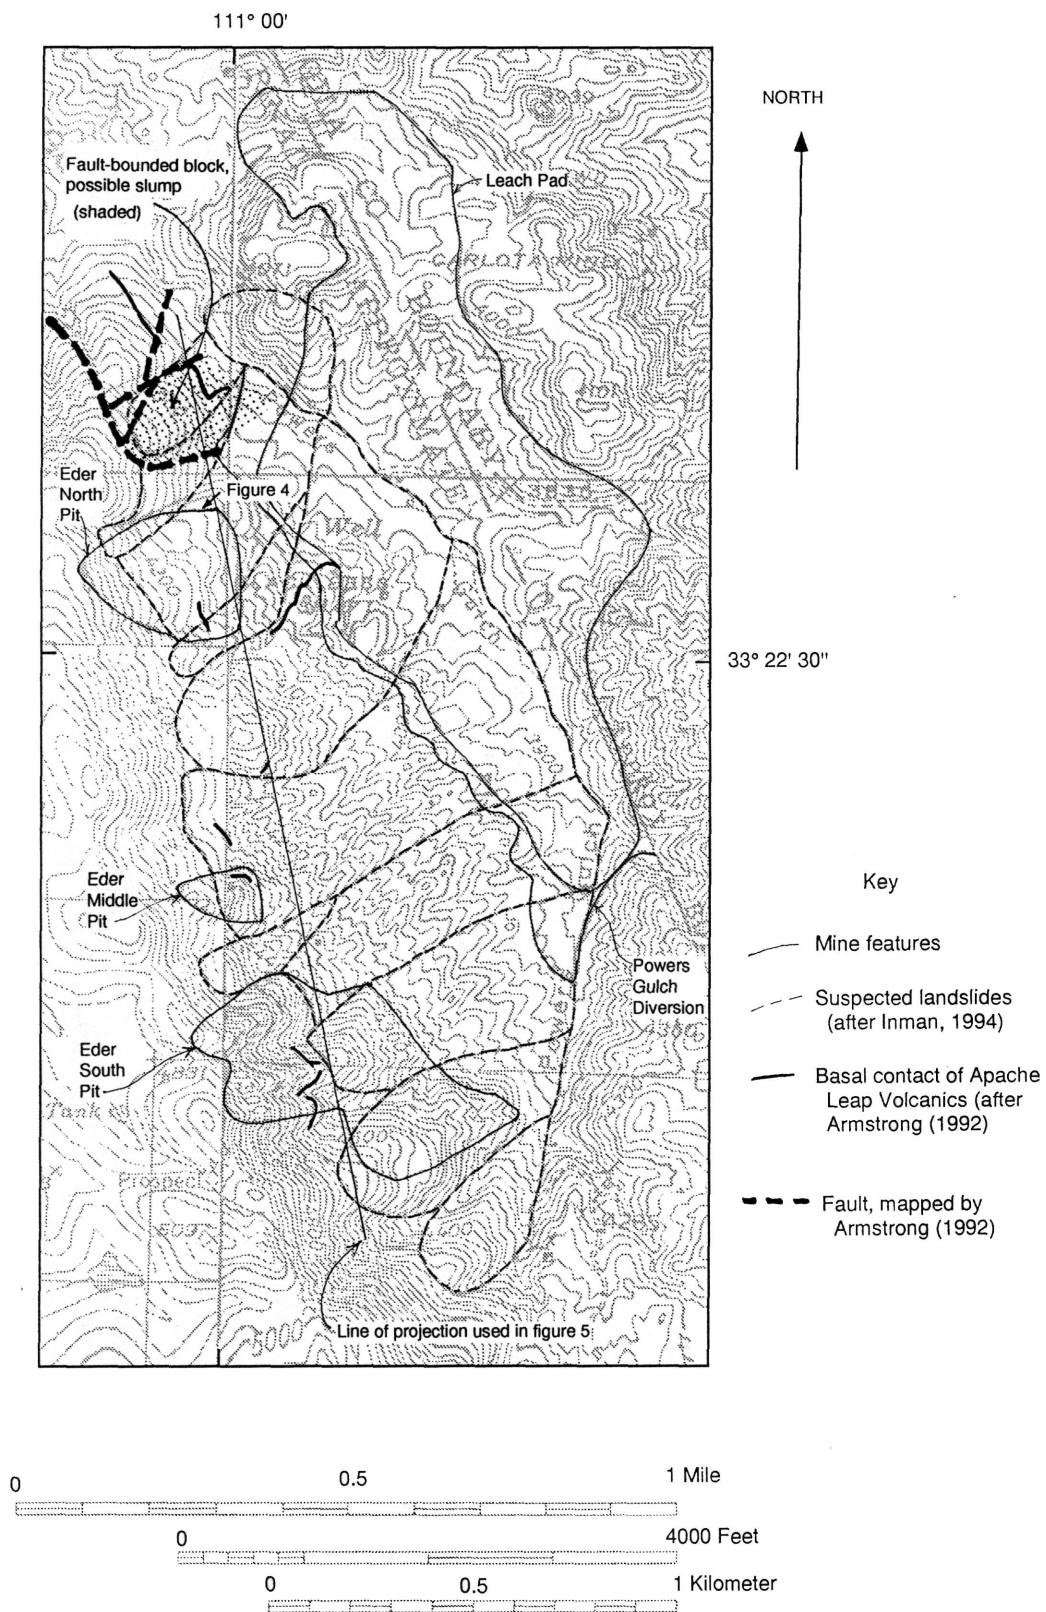 111° 00'
NORTH
Fault-bounded block,
possible slump
(shaded)
Leach Pad
Eder
North
Pit
Figure 4
33° 22' 30"
Eder
Middle
Pit
Key
Mine features
Powers
Gulch
Diversion
Suspected landslides
(after Inman, 1994)
Eder
South
Pit
Basal contact of Apache
Leap Volcanics (after
Armstrong (1992)
Prospect
Fault, mapped by
Armstrong (1992)
5000
Line of projection used in figure 5
0 0.5 1 Mile
0 4000 Feet
0 0.5 1 Kilometer